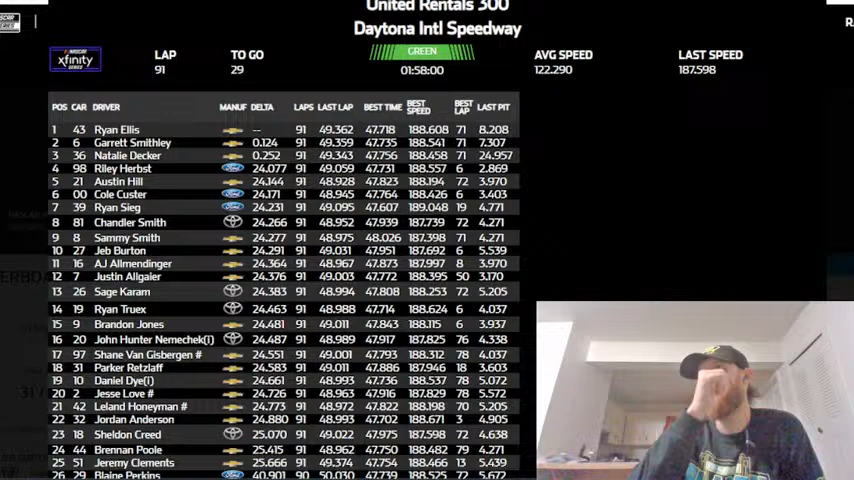 United Rentals 300
Daytona Intl Speedway
NASCAR xfinity SERIES
LAP TO GO GREEN AVG SPEED LAST SPEED
91 29 01:58:00 122.290 187.598
POS CAR DRIVER MANUF DELTA LAPS LAST LAP BEST TIME BEST SPEED BEST LAP LAST PIT
1 43 Ryan Ellis -- 91 49.362 47.718 188.608 71 8.208
2 6 Garrett Smithley 0.124 91 49.359 47.735 188.541 71 7.307
3 36 Natalie Decker 0.252 91 49.343 47.756 188.458 71 24.957
4 98 Riley Herbst Ford 24.077 91 49.059 47.731 188.557 6 2.869
5 21 Austin Hill 24.144 91 48.928 47.823 188.194 72 3.970
6 00 Cole Custer Ford 24.171 91 48.945 47.764 188.426 6 3.403
7 39 Ryan Sieg Ford 24.231 91 49.095 47.607 189.048 19 4.771
8 81 Chandler Smith 24.266 91 48.952 47.939 187.739 72 4.271
9 8 Sammy Smith 24.277 91 48.975 48.026 187.398 71 4.271
10 27 Jeb Burton 24.291 91 49.031 47.951 187.692 6 5.539
11 16 AJ Allmendinger 24.364 91 48.967 47.873 187.997 8 3.970
12 7 Justin Allgaier 24.376 91 49.003 47.772 188.395 50 3.170
13 26 Sage Karam 24.383 91 48.994 47.808 188.253 72 5.205
14 19 Ryan Truex 24.463 91 48.988 47.714 188.624 6 4.037
15 9 Brandon Jones 24.481 91 49.011 47.843 188.115 6 3.937
16 20 John Hunter Nemechek(i) 24.487 91 48.989 47.917 187.825 76 4.338
17 97 Shane Van Gisbergen # 24.551 91 49.001 47.793 188.312 78 4.037
18 31 Parker Retzlaff 24.583 91 49.011 47.886 187.946 18 3.603
19 10 Daniel Dye(i) 24.661 91 48.993 47.736 188.537 78 5.072
20 2 Jesse Love # 24.726 91 48.963 47.916 187.829 78 5.572
21 42 Leland Honeyman # 24.773 91 48.972 47.822 188.198 70 5.205
22 32 Jordan Anderson 24.880 91 48.993 47.702 188.671 3 4.905
23 18 Sheldon Creed 25.070 91 49.022 47.975 187.598 72 4.638
24 44 Brennan Poole 25.415 91 48.962 47.750 188.482 79 4.271
25 51 Jeremy Clements 25.666 91 49.374 47.754 188.466 13 5.439
26 29 Blaine Perkins Ford 40.901 90 50.030 47.739 188.525 72 5.672